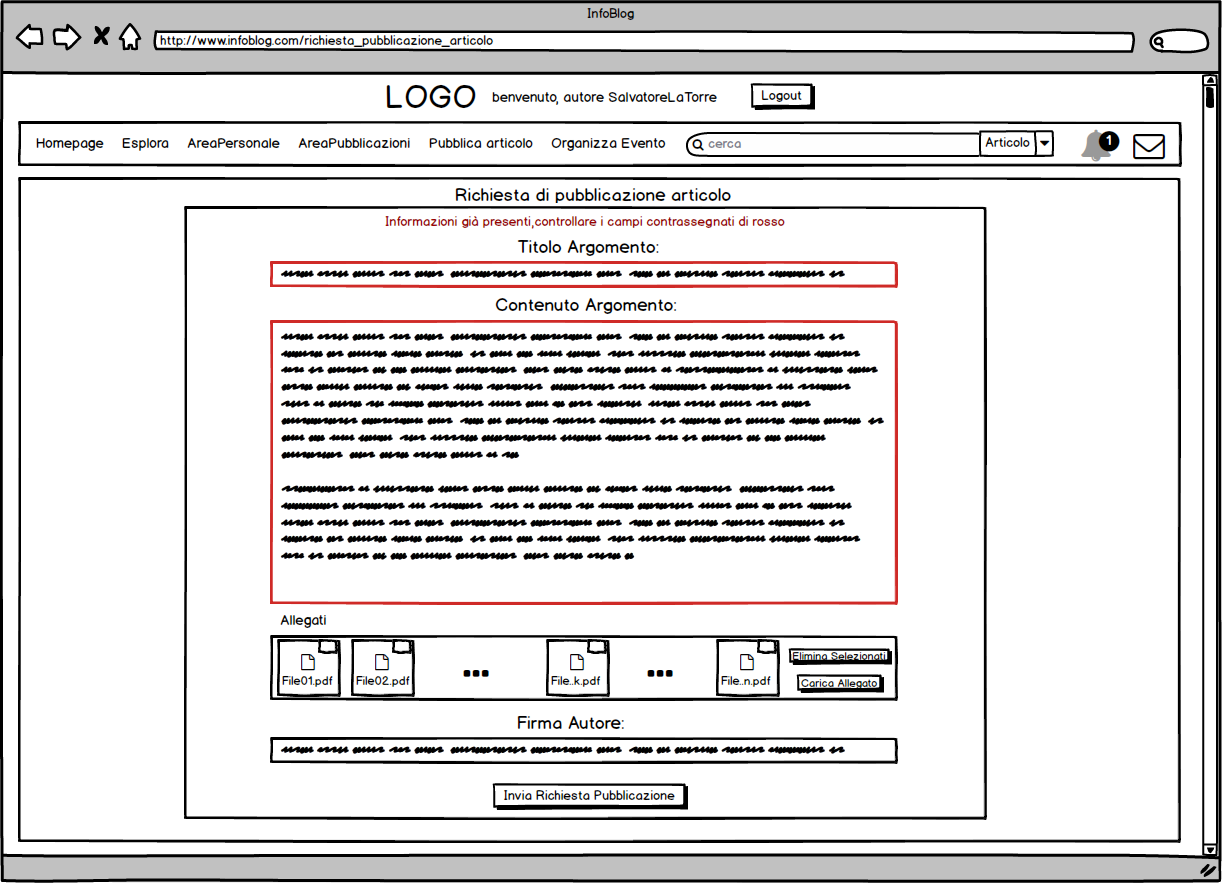 InfoBlog
http://www.infoblog.com/richiesta_pubblicazione_articolo
LOGO benvenuto, autore SalvatoreLaTorre Logout
Homepage Esplora AreaPersonale AreaPubblicazioni Pubblica articolo Organizza Evento cerca Articolo 1
Richiesta di pubblicazione articolo
Informazioni già presenti,controllare i campi contrassegnati di rosso
Titolo Argomento:
Contenuto Argomento:
Allegati
File01.pdf File02.pdf ... File..k.pdf ... File..n.pdf Elimina Selezionati
Carica Allegato
Firma Autore:
Invia Richiesta Pubblicazione